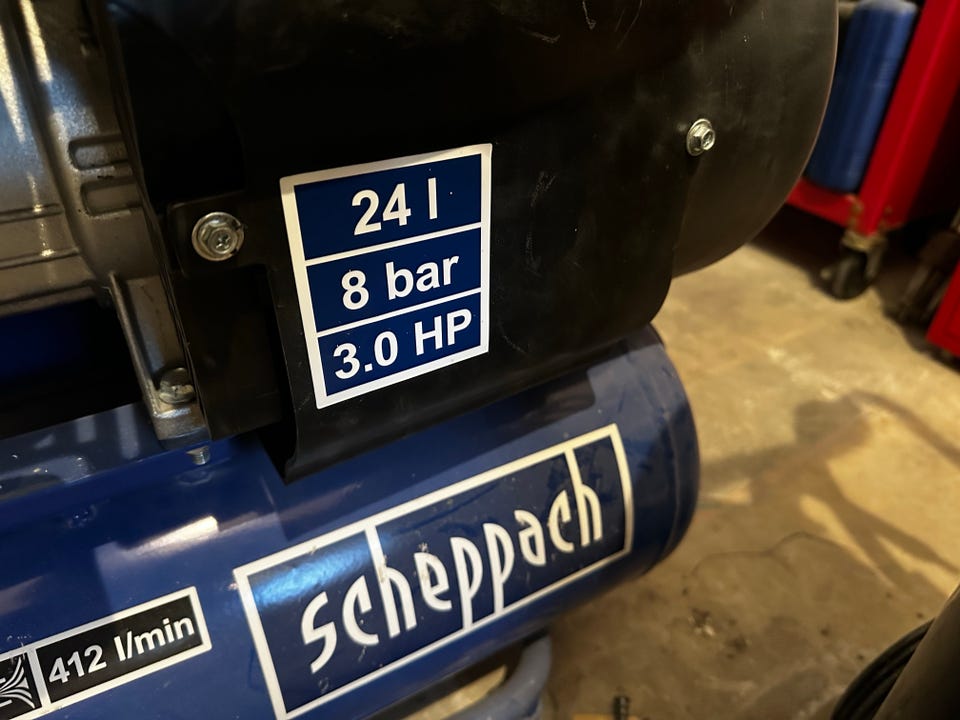 24 l
8 bar
3.0 HP
scheppach
412 l/min